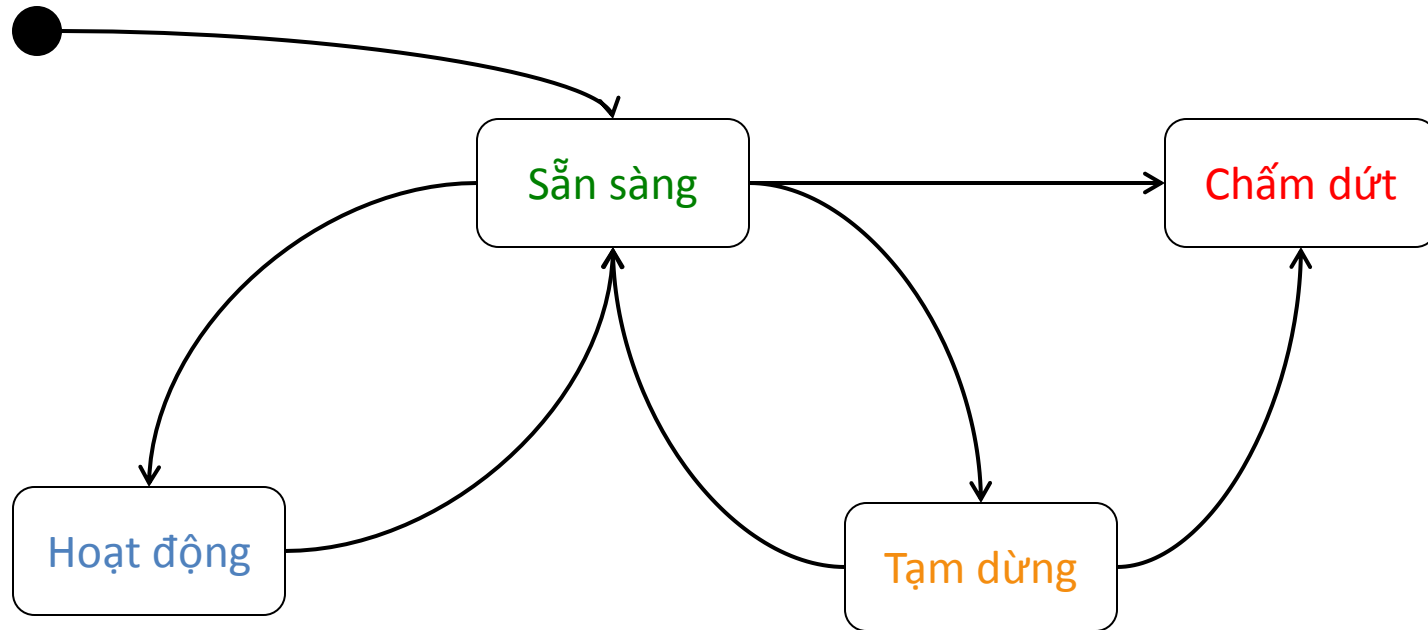 Sẵn sàng
Chấm dứt
Hoạt động
Tạm dừng